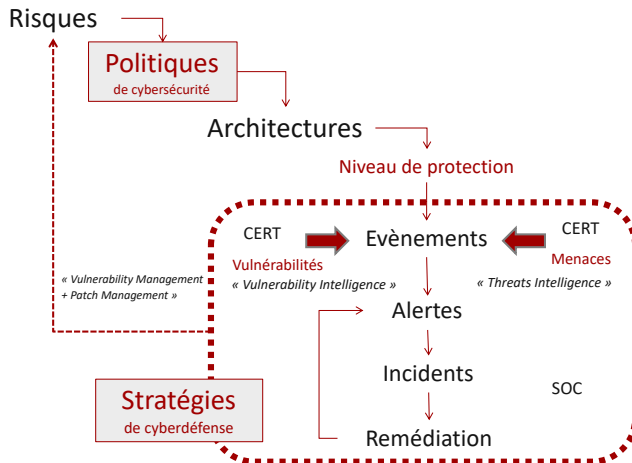 Risques
Politiques
de cybersécurité
Architectures
Niveau de protection
CERT
Evènements
CERT
Vulnérabilités
Menaces
« Vulnerability Management
+ Patch Management »
« Vulnerability Intelligence »
« Threats Intelligence »
Alertes
Incidents
SOC
Stratégies
de cyberdéfense
Remédiation